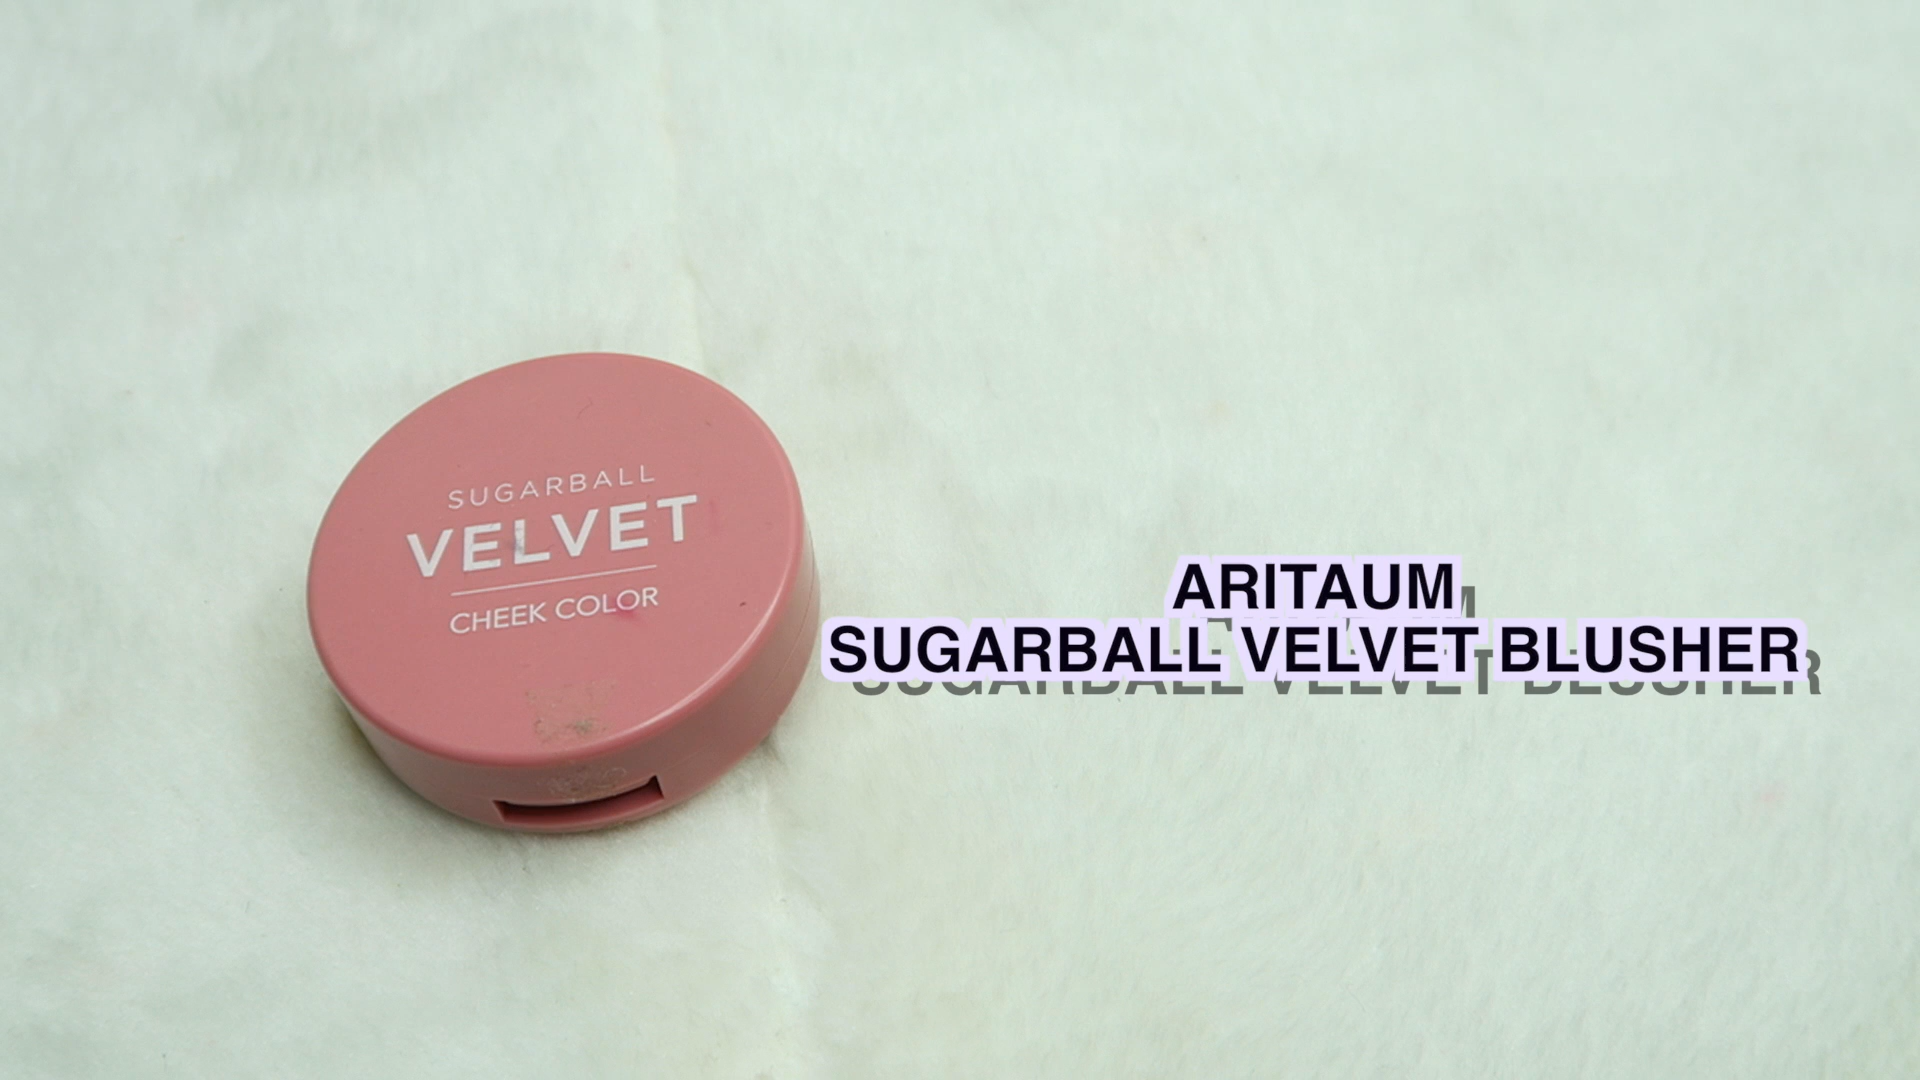 SUGARBALL
VELVET
CHEEK COLOR
ARITAUM
SUGARBALL VELVET BLUSHER